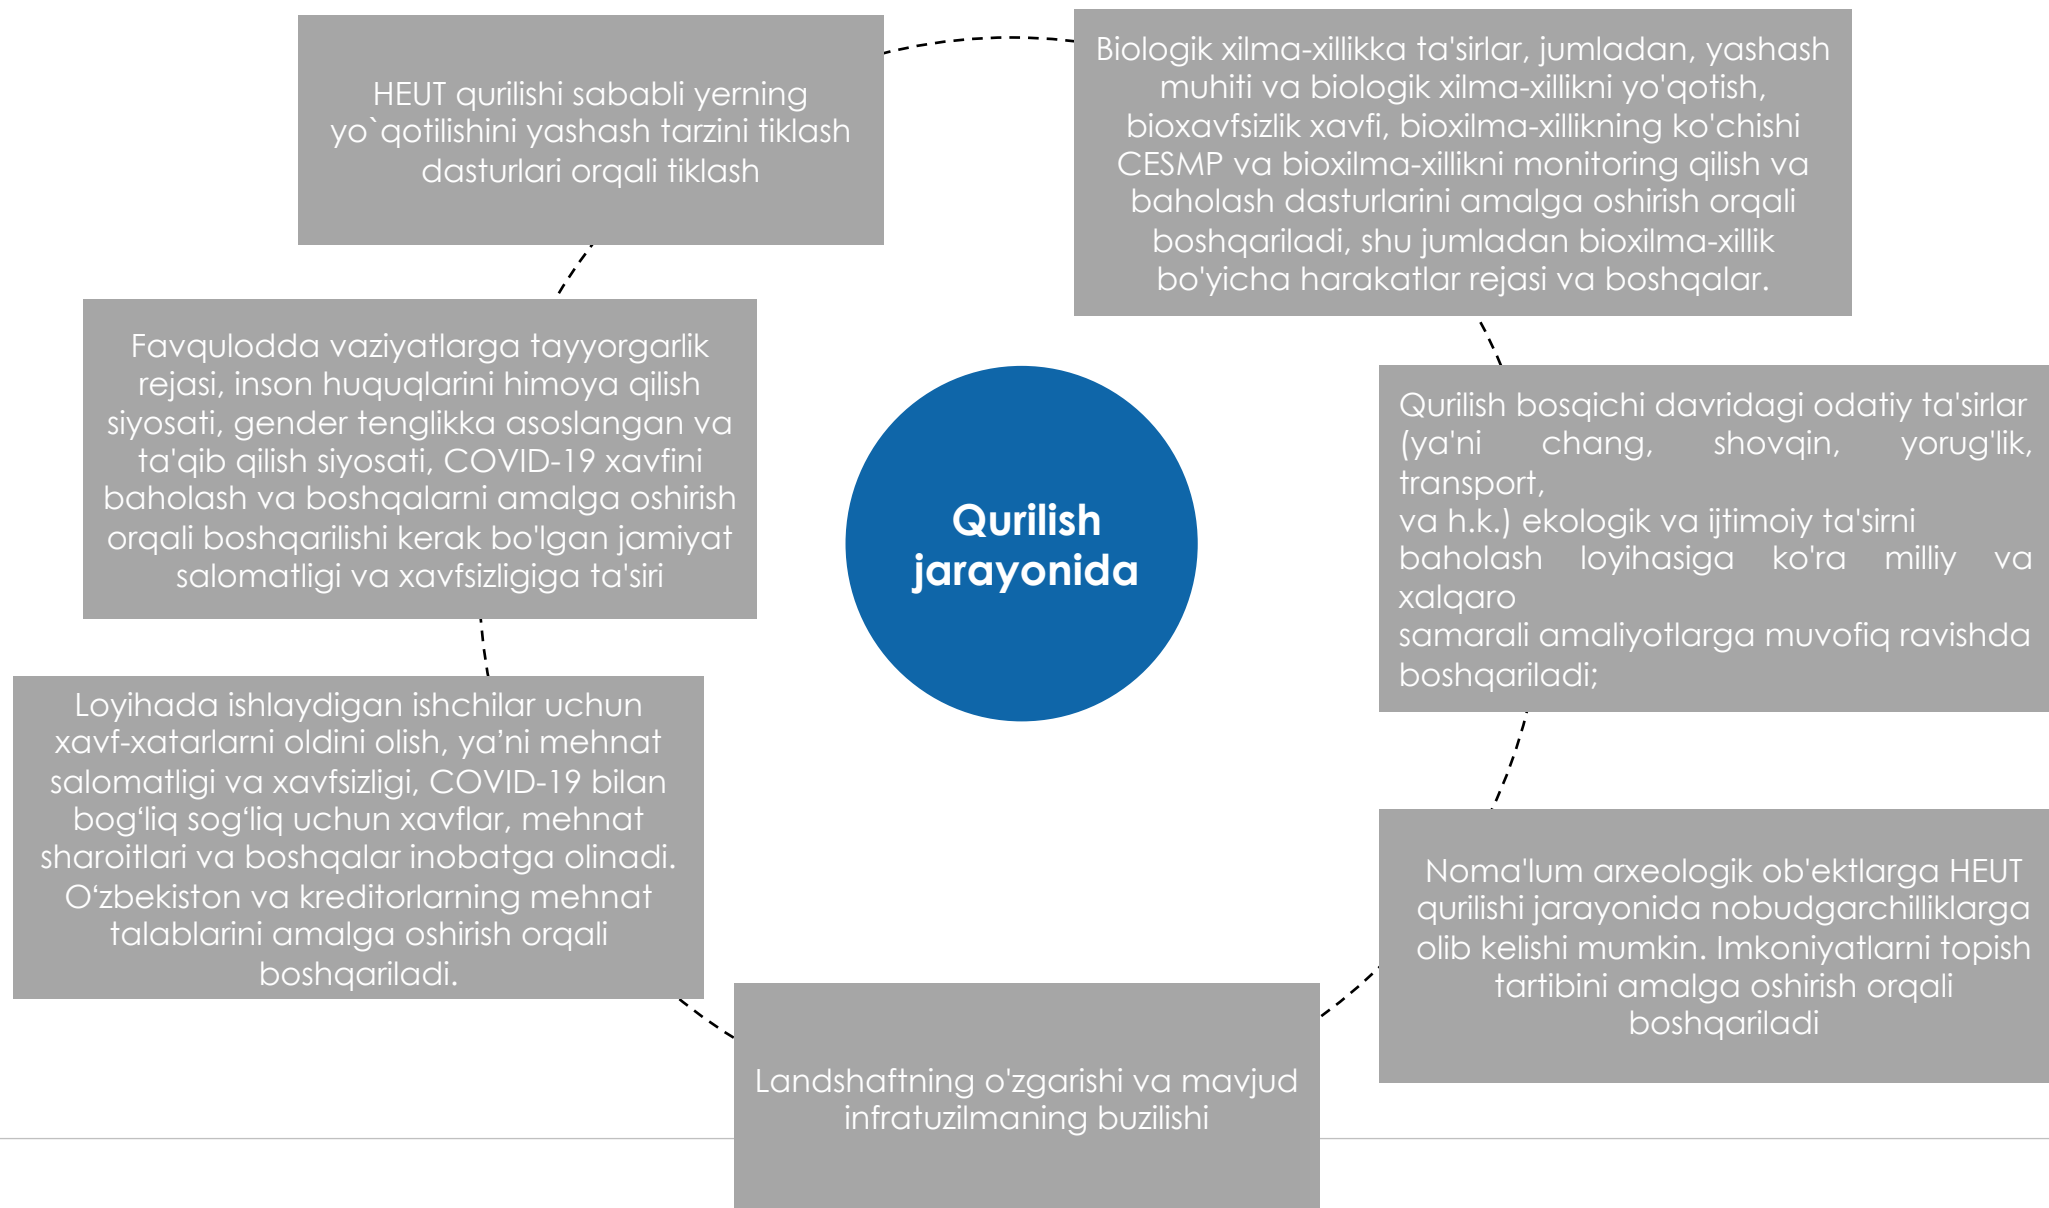 HEUT qurilishi sababli yerning
yo`qotilishini yashash tarzini tiklash
dasturlari orqali tiklash
Biologik xilma-xillikka ta'sirlar, jumladan, yashash
muhiti va biologik xilma-xillikni yo'qotish,
bioxavfsizlik xavfi, bioxilma-xillikning ko'chishi
CESMP va bioxilma-xillikni monitoring qilish va
baholash dasturlarini amalga oshirish orqali
boshqariladi, shu jumladan bioxilma-xillik
bo'yicha harakatlar rejasi va boshqalar.
Favqulodda vaziyatlarga tayyorgarlik
rejasi, inson huquqlarini himoya qilish
siyosati, gender tenglikka asoslangan va
ta'qib qilish siyosati, COVID-19 xavfini
baholash va boshqalarni amalga oshirish
orqali boshqarilishi kerak bo'lgan jamiyat
salomatligi va xavfsizligiga ta'siri
Qurilish
jarayonida
Qurilish bosqichi davridagi odatiy ta'sirlar
(ya'ni chang, shovqin, yorug'lik,
transport,
va h.k.) ekologik va ijtimoiy ta'sirni
baholash loyihasiga ko'ra milliy va
xalqaro
samarali amaliyotlarga muvofiq ravishda
boshqariladi;
Loyihada ishlaydigan ishchilar uchun
xavf-xatarlarni oldini olish, ya’ni mehnat
salomatligi va xavfsizligi, COVID-19 bilan
bog‘liq sog‘liq uchun xavflar, mehnat
sharoitlari va boshqalar inobatga olinadi.
O‘zbekiston va kreditorlarning mehnat
talablarini amalga oshirish orqali
boshqariladi.
Noma'lum arxeologik ob'ektlarga HEUT
qurilishi jarayonida nobudgarchilliklarga
olib kelishi mumkin. Imkoniyatlarni topish
tartibini amalga oshirish orqali
boshqariladi
Landshaftning o'zgarishi va mavjud
infratuzilmaning buzilishi